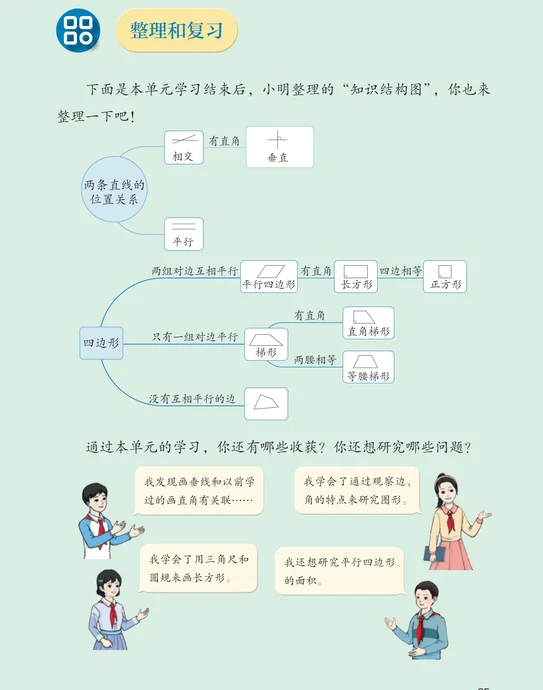 整理和复习
下面是本单元学习结束后，小明整理的“知识结构图”，你也来
整理一下吧！
相交
有直角
垂直
两条直线的
位置关系
平行
两组对边互相平行
平行四边形
有直角
长方形
四边相等
正方形
四边形
只有一组对边平行
梯形
有直角
直角梯形
两腰相等
等腰梯形
没有互相平行的边
通过本单元的学习，你还有哪些收获？你还想研究哪些问题？
我发现画垂线和以前学
过的画直角有关联……
我学会了通过观察边、
角的特点来研究图形。
我学会了用三角尺和
圆规来画长方形。
我还想研究平行四边形
的面积。